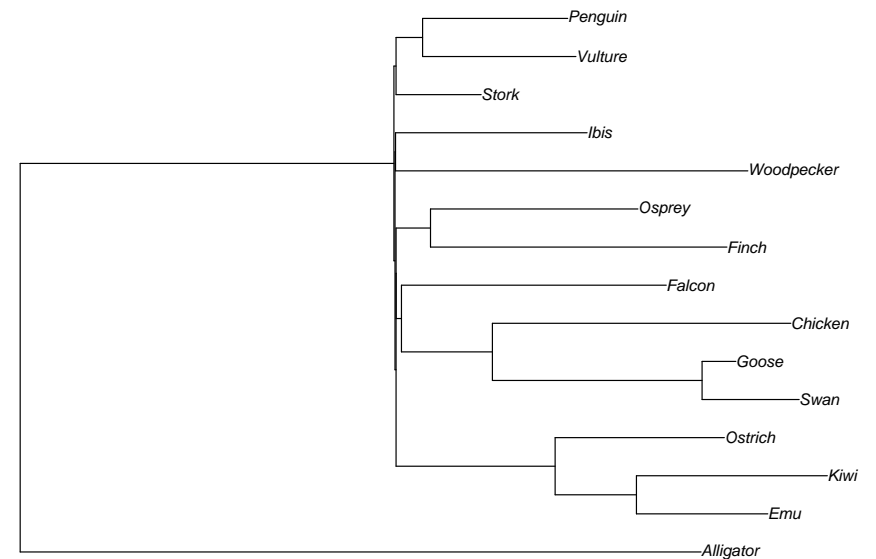 Penguin
Vulture
Stork
Ibis
Woodpecker
Osprey
Finch
Falcon
Chicken
Goose
Swan
Ostrich
Kiwi
Emu
Alligator